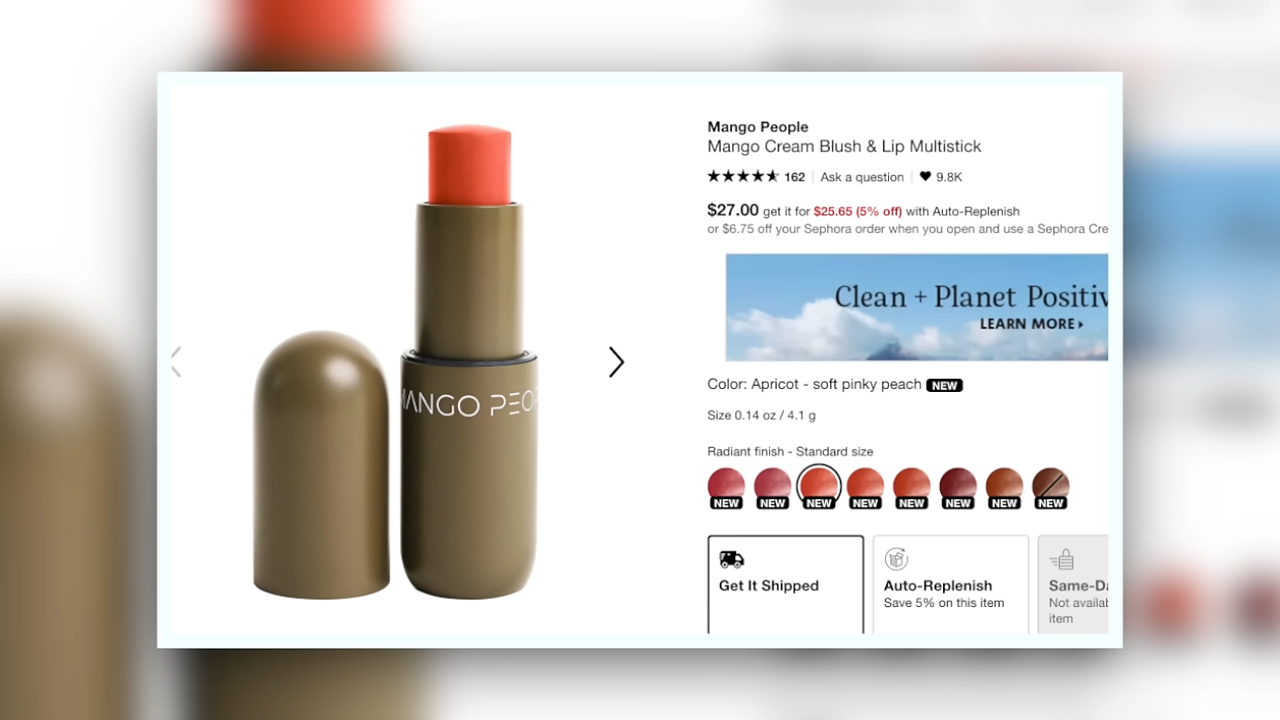 MANGO PEO
Mango People
Mango Cream Blush & Lip Multistick
162 | Ask a question | 9.8K
$27.00 get it for $25.65 (5% off) with Auto-Replenish
or $6.75 off your Sephora order when you open and use a Sephora Cre
Clean + Planet Positiv
LEARN MORE
Color: Apricot - soft pinky peach NEW
Size 0.14 oz / 4.1 g
Radiant finish - Standard size
NEW NEW NEW NEW NEW NEW NEW NEW
Get It Shipped
Auto-Replenish
Save 5% on this item
Same-Da
Not availab
item